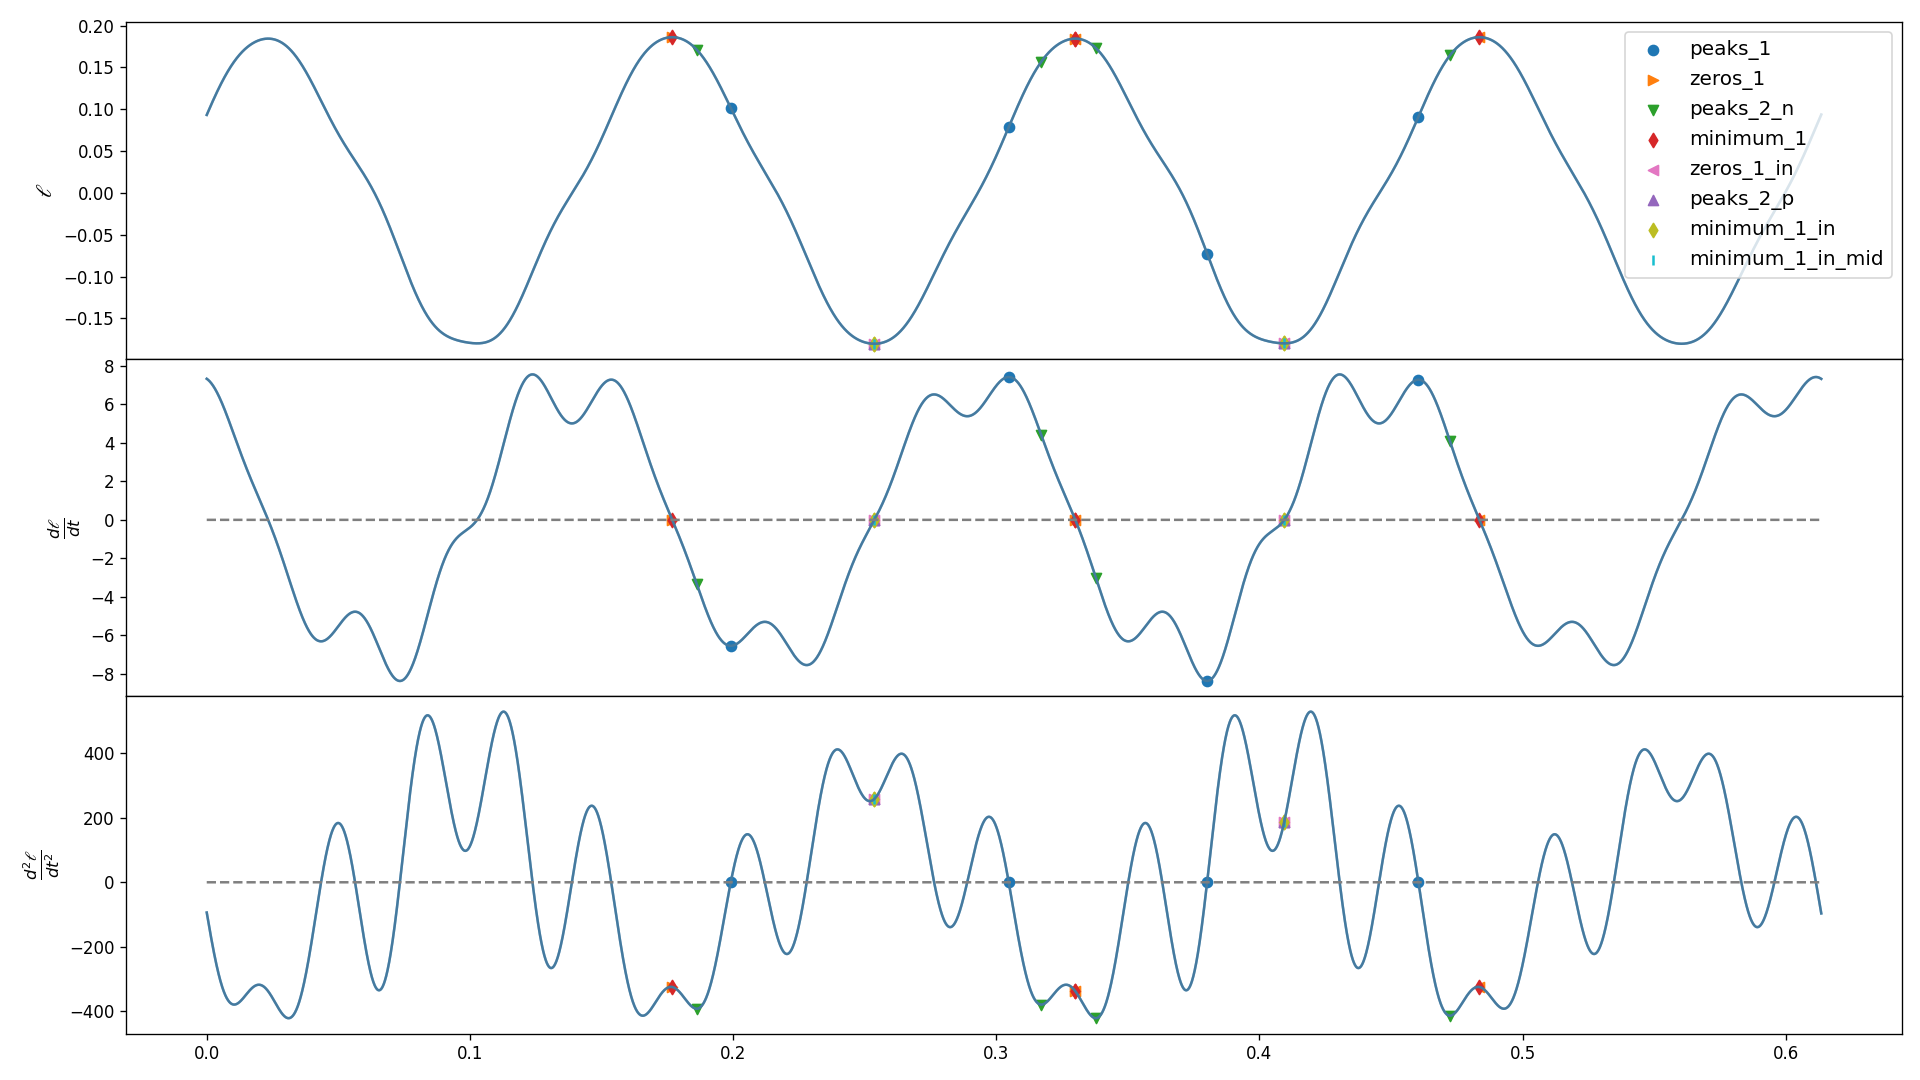 0.20
0.15
0.10
0.05
0.00
−0.05
−0.10
−0.15
ℓ
peaks_1
zeros_1
peaks_2_n
minimum_1
zeros_1_in
peaks_2_p
minimum_1_in
minimum_1_in_mid
8
6
4
2
0
−2
−4
−6
−8
dℓ
dt
400
200
0
−200
−400
d²ℓ
dt²
0.0 0.1 0.2 0.3 0.4 0.5 0.6